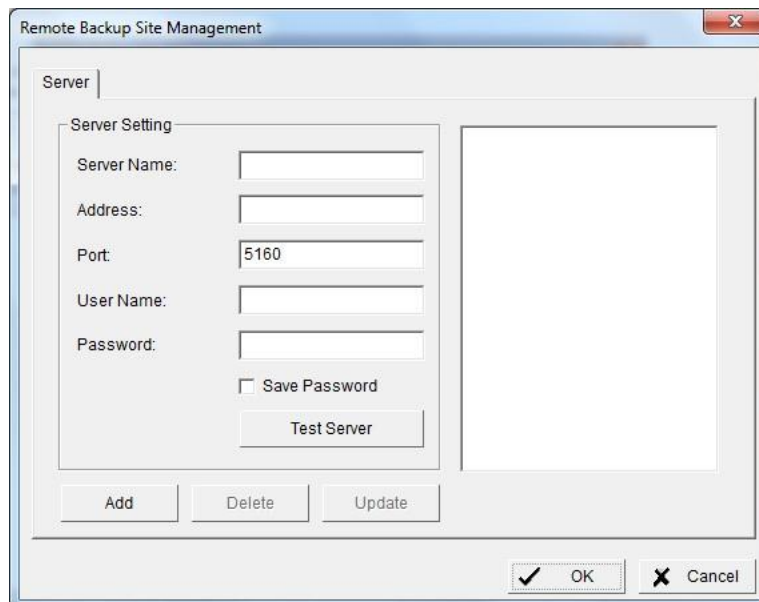 Remote Backup Site Management
Server
Server Setting
Server Name:
Address:
Port:
5160
User Name:
Password:
Save Password
Test Server
Add
Delete
Update
OK
Cancel